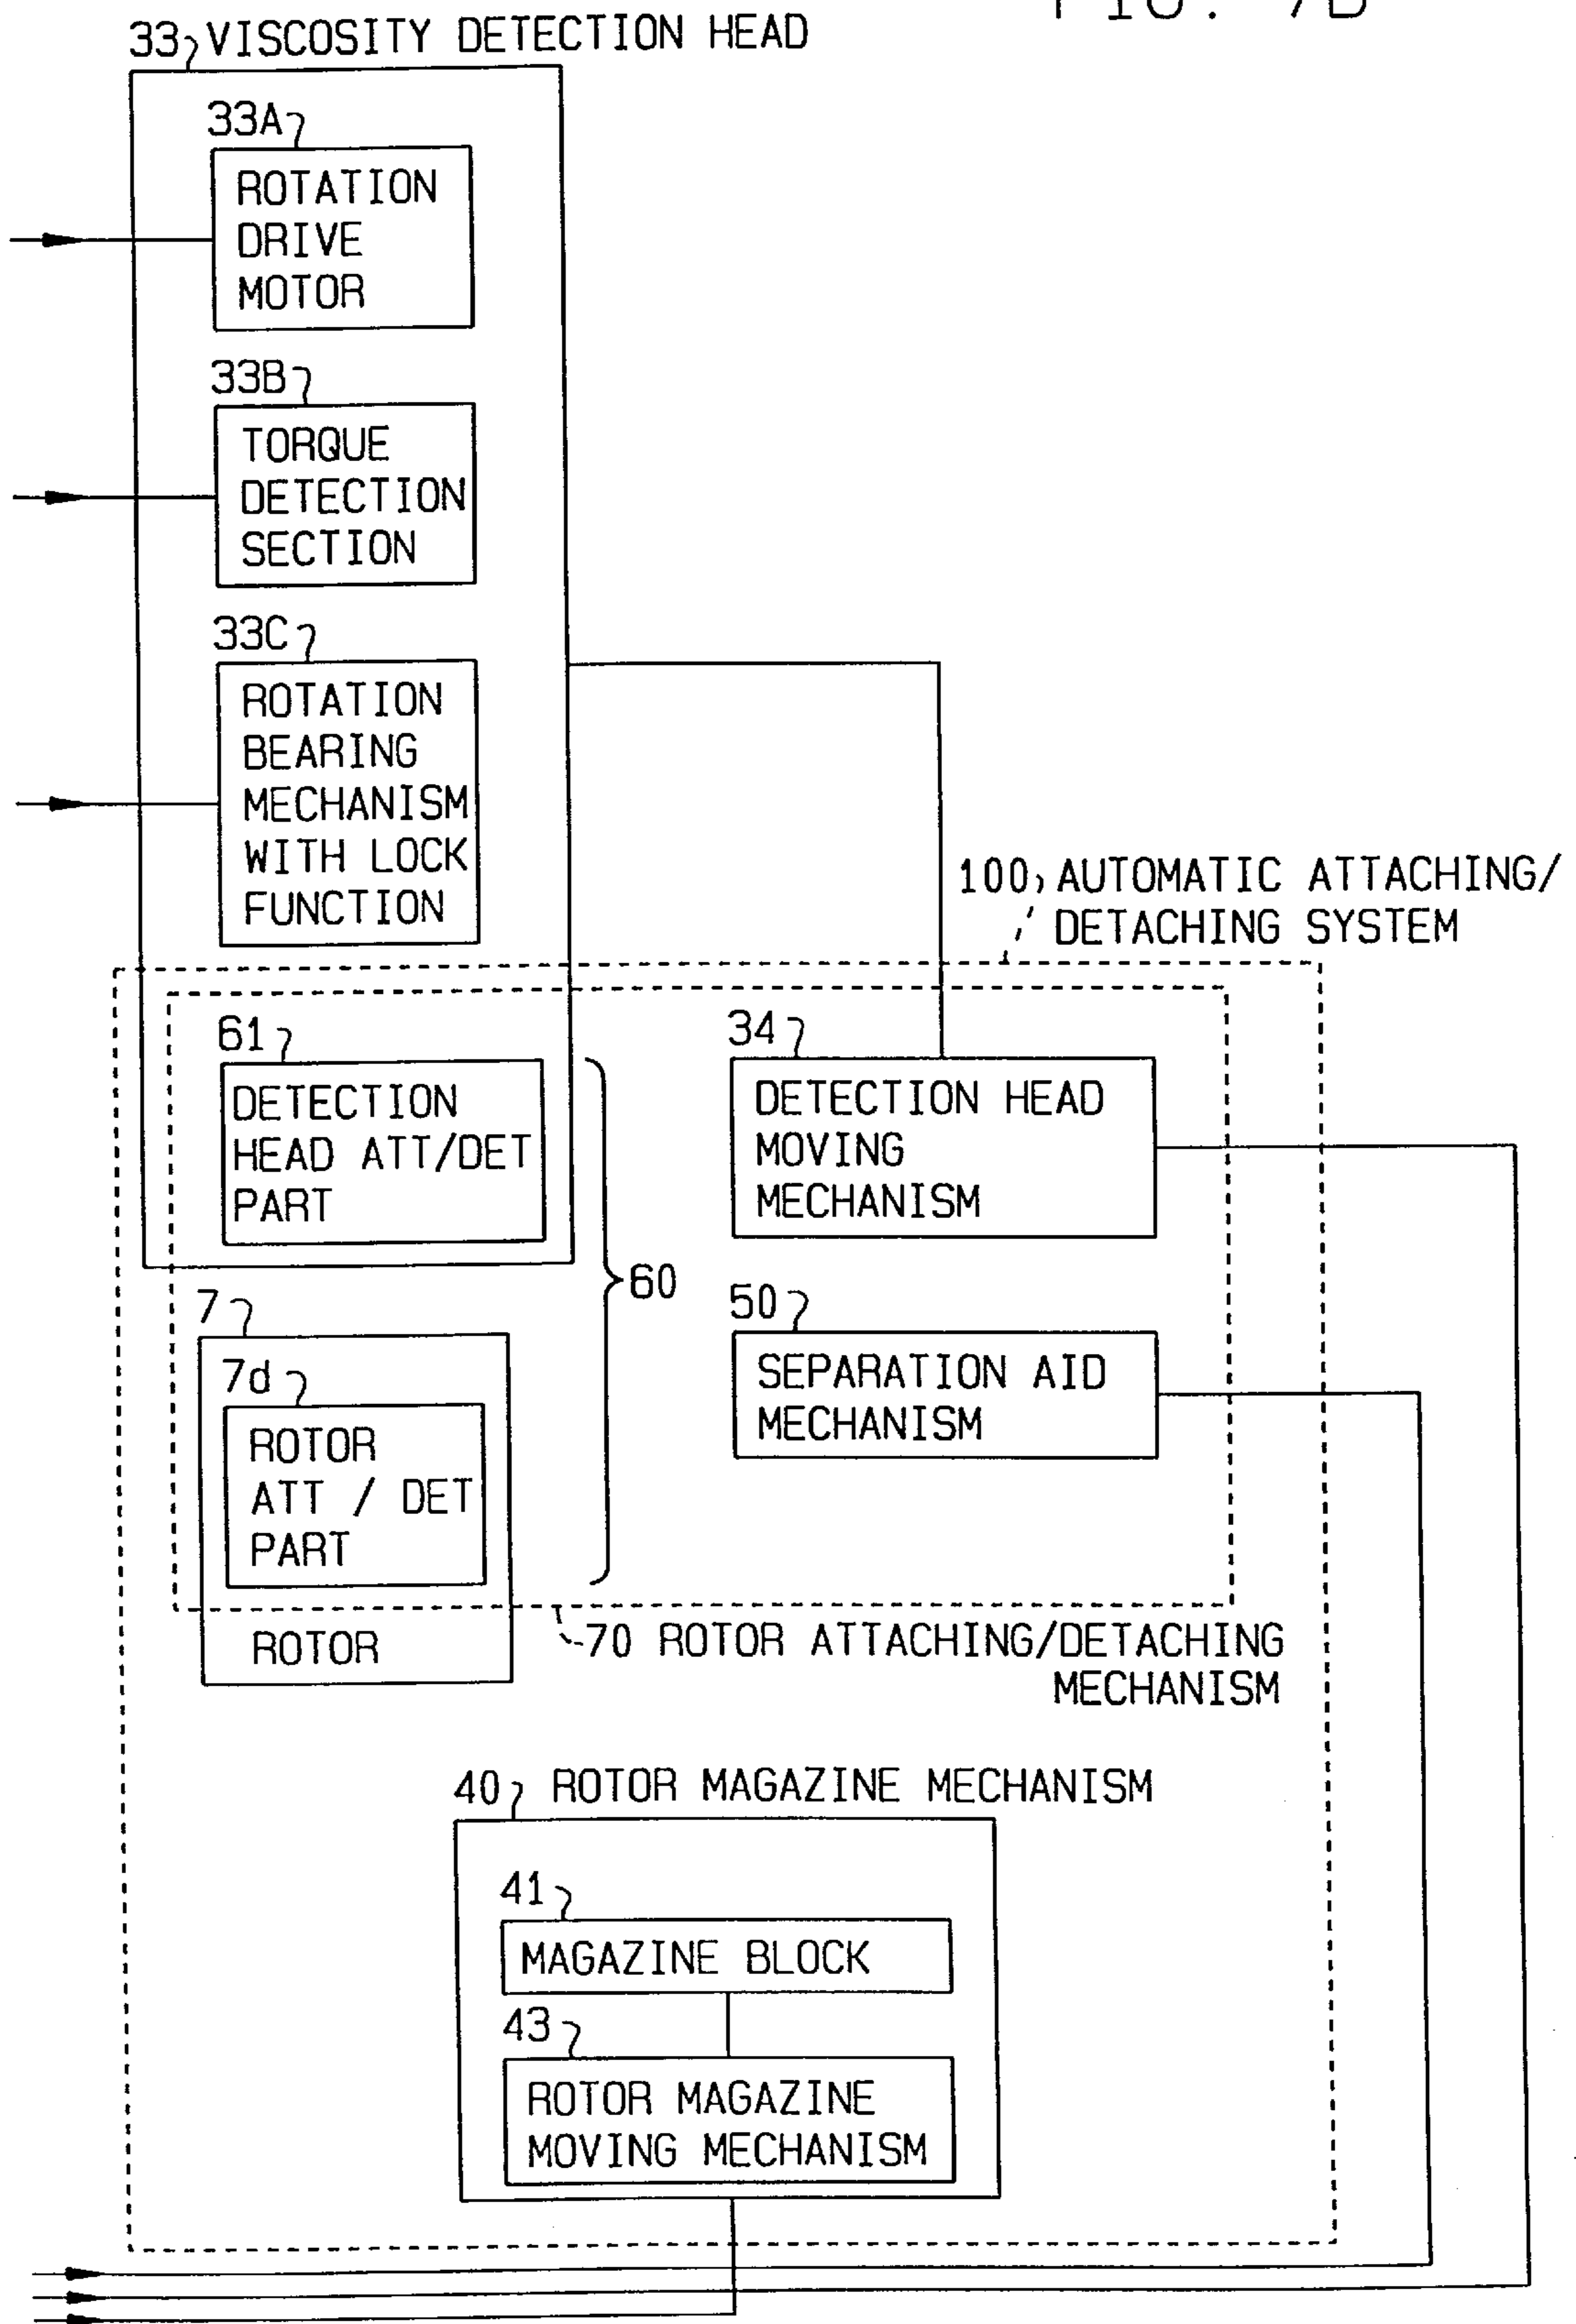 FIG. 7B
33 VISCOSITY DETECTION HEAD
33A
ROTATION
DRIVE
MOTOR
33B
TORQUE
DETECTION
SECTION
33C
ROTATION
BEARING
MECHANISM
WITH LOCK
FUNCTION
100 AUTOMATIC ATTACHING/
DETACHING SYSTEM
61
DETECTION
HEAD ATT/DET
PART
34
DETECTION HEAD
MOVING
MECHANISM
60
7
7d
ROTOR
ATT / DET
PART
ROTOR
50
SEPARATION AID
MECHANISM
70 ROTOR ATTACHING/DETACHING
MECHANISM
40 ROTOR MAGAZINE MECHANISM
41
MAGAZINE BLOCK
43
ROTOR MAGAZINE
MOVING MECHANISM